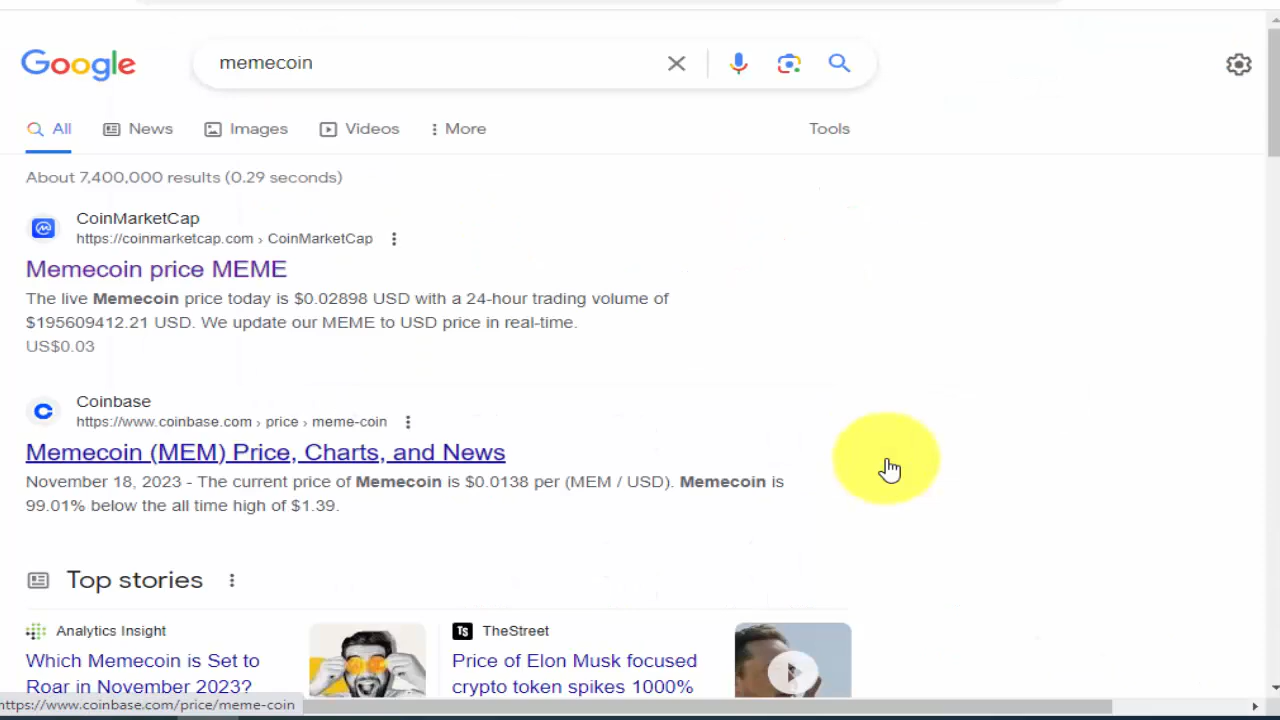 Google
memecoin
All News Images Videos More Tools
About 7,400,000 results (0.29 seconds)
CoinMarketCap
https://coinmarketcap.com › CoinMarketCap
Memecoin price MEME
The live Memecoin price today is $0.02898 USD with a 24-hour trading volume of
$195609412.21 USD. We update our MEME to USD price in real-time.
US$0.03
Coinbase
https://www.coinbase.com › price › meme-coin
Memecoin (MEM) Price, Charts, and News
November 18, 2023 - The current price of Memecoin is $0.0138 per (MEM / USD). Memecoin is
99.01% below the all time high of $1.39.
Top stories
Analytics Insight
Which Memecoin is Set to
Roar in November 2023?
Ts TheStreet
Price of Elon Musk focused
crypto token spikes 1000%
https://www.coinbase.com/price/meme-coin